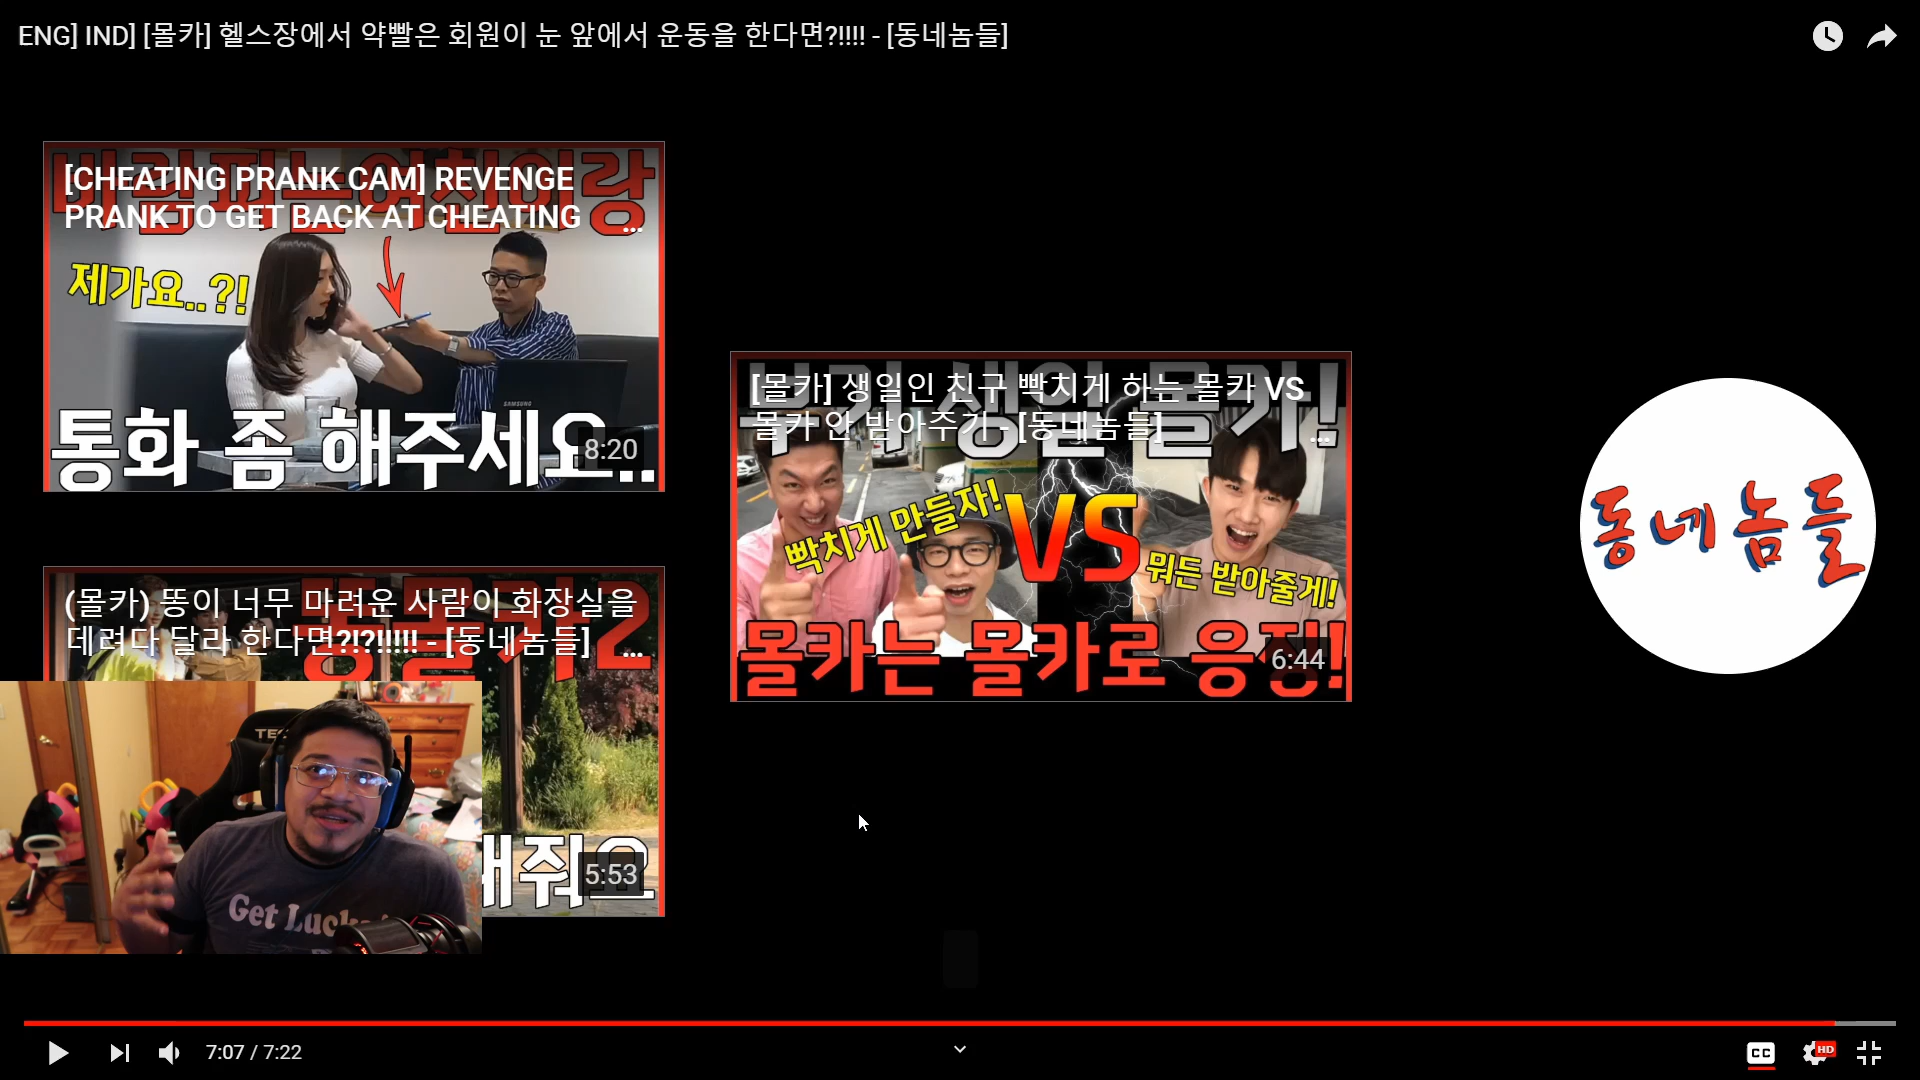 ENG] IND] [몰카] 헬스장에서 약빨은 회원이 눈 앞에서 운동을 한다면?!!!! - [동네놈들]
[CHEATING PRANK CAM] REVENGE
PRANK TO GET BACK AT CHEATING ...
제가요..?!
SAMSUNG
통화 좀 해주세요..
8:20
[몰카] 생일인 친구 빡치게 하는 몰카 VS
몰카 안 받아주기 - [동네놈들] ...
빡치게 만들자!
VS
뭐든 받아줄게!
몰카는 몰카로 응징!
6:44
동네놈들
(몰카) 똥이 너무 마려운 사람이 화장실을
데려다 달라 한다면?!?!!!!! - [동네놈들] ...
5:53
Get Luck
7:07 / 7:22
CC
HD